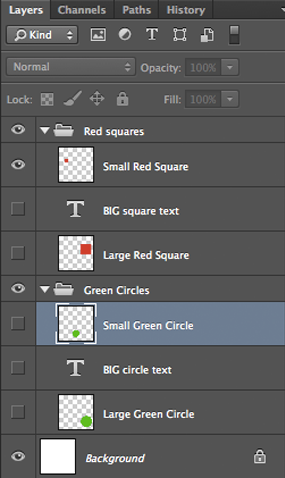 Layers Channels Paths History
Kind T
Normal Opacity: 100%
Lock: Fill: 100%
Red squares
Small Red Square
T BIG square text
Large Red Square
Green Circles
Small Green Circle
T BIG circle text
Large Green Circle
Background